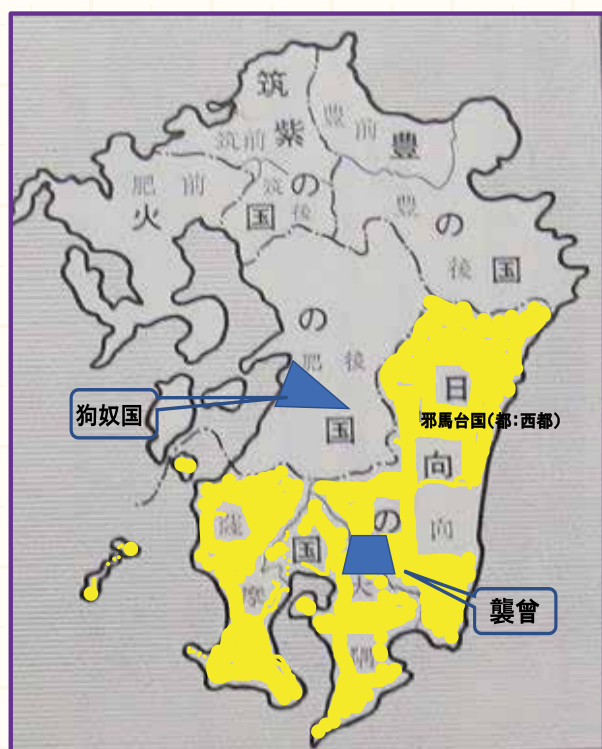 筑紫の国
筑前
筑後
豊の国
豊前
豊後
火の国
肥前
肥後
狗奴国
日向の国
邪馬台国(都：西都)
向
薩摩
大隅
襲曾